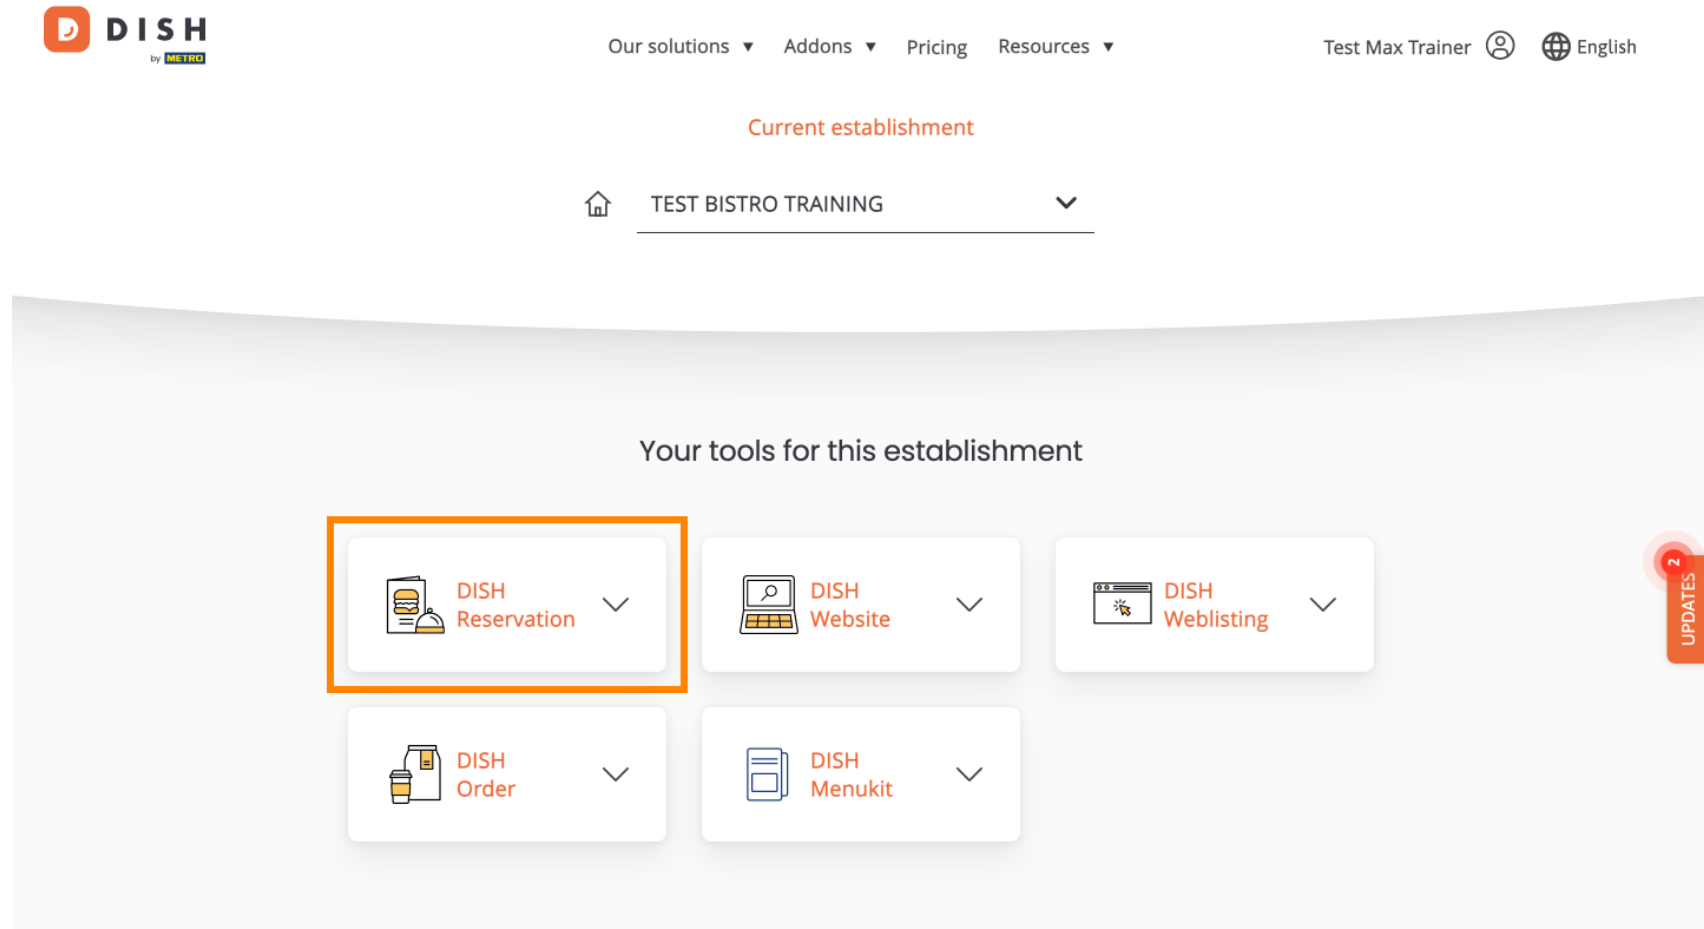 DISH
by METRO
Our solutions ▼ Addons ▼ Pricing Resources ▼ Test Max Trainer English
Current establishment
TEST BISTRO TRAINING
Your tools for this establishment
DISH
Reservation
DISH
Website
DISH
Weblisting
2
UPDATES
DISH
Order
DISH
Menukit